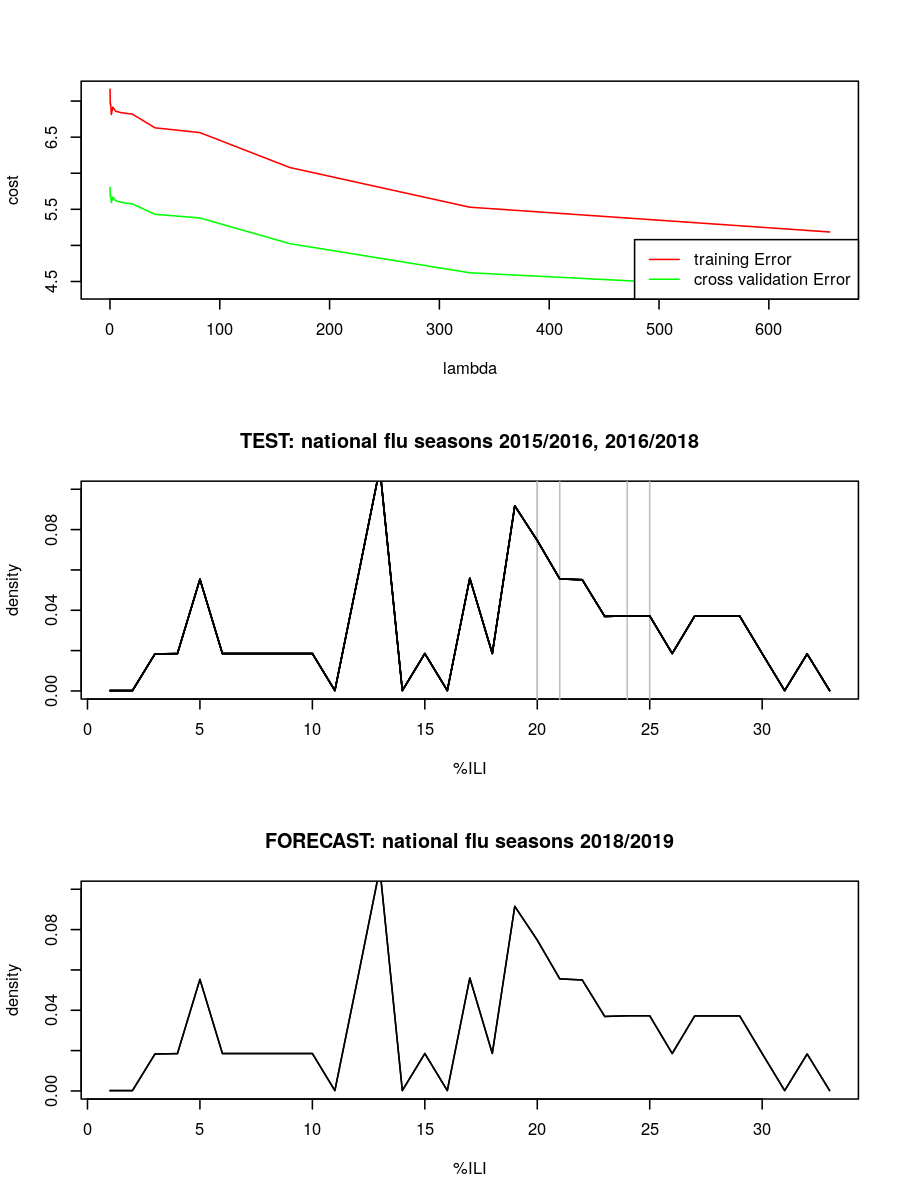 cost
6.5
5.5
4.5
training Error
cross validation Error
0 100 200 300 400 500 600
lambda
TEST: national flu seasons 2015/2016, 2016/2018
density
0.08
0.04
0.00
0 5 10 15 20 25 30
%ILI
FORECAST: national flu seasons 2018/2019
density
0.08
0.04
0.00
0 5 10 15 20 25 30
%ILI